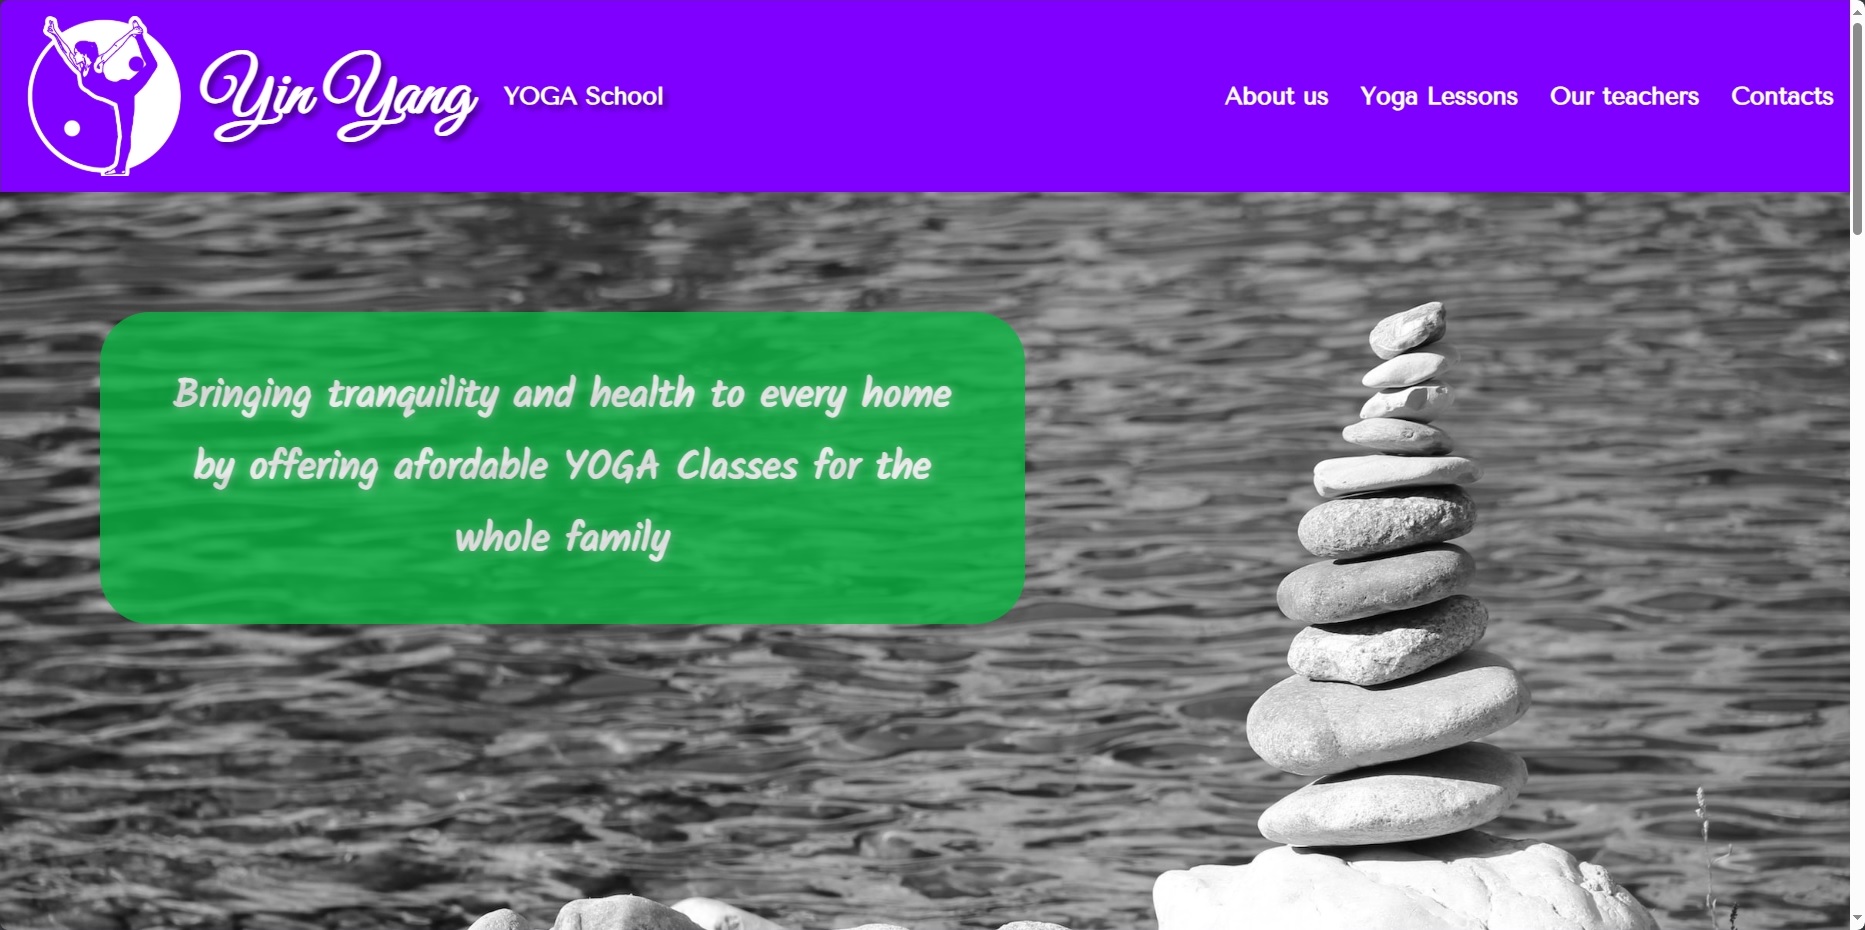 Yin Yang YOGA School
About us Yoga Lessons Our teachers Contacts
Bringing tranquility and health to every home
by offering afordable YOGA Classes for the
whole family